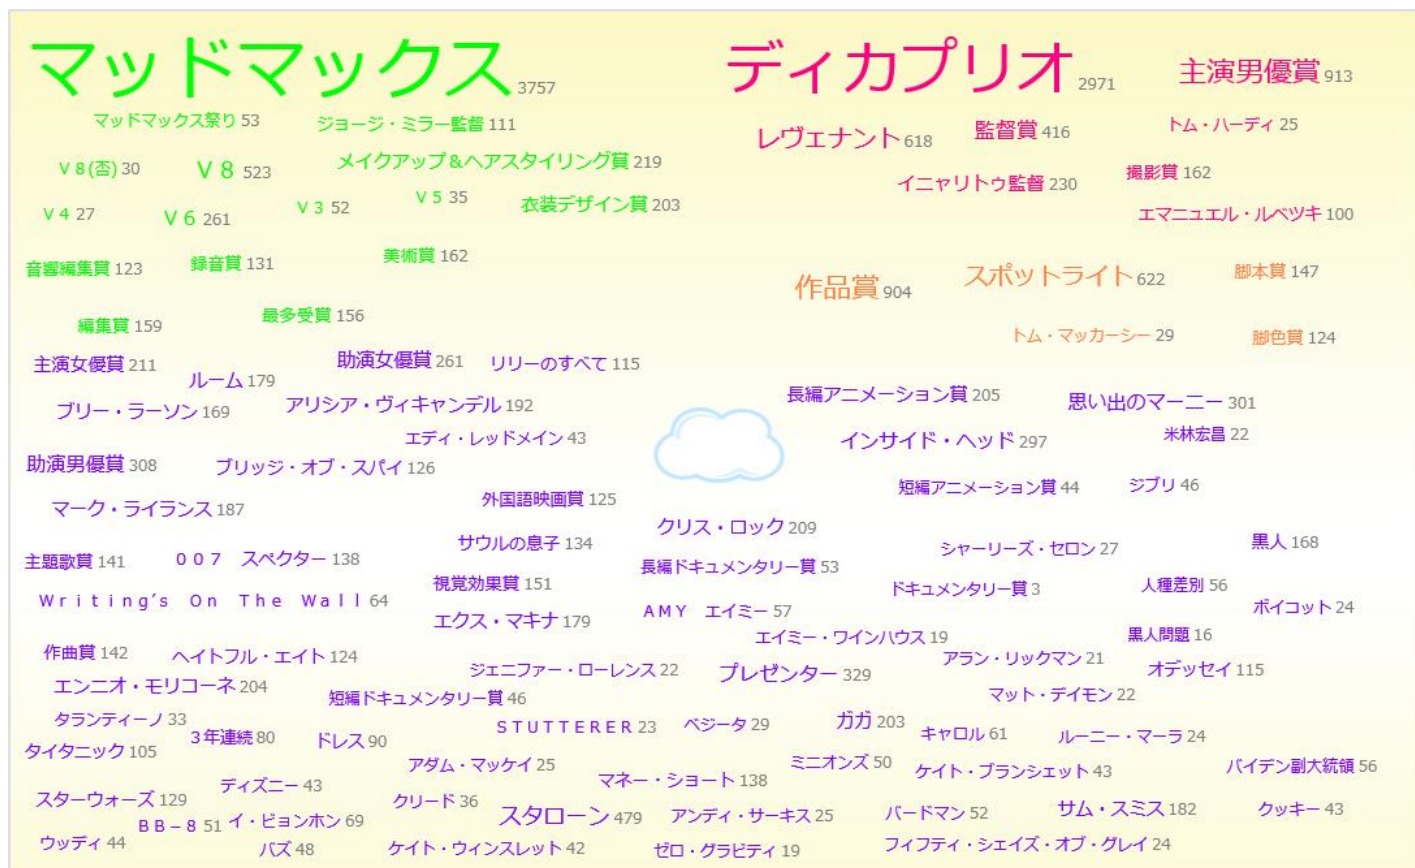 マッドマックス 3757
ディカプリオ 2971
主演男優賞 913
マッドマックス祭り 53
ジョージ・ミラー監督 111
レヴェナント 618
監督賞 416
トム・ハーディ 25
Ｖ８(否) 30
Ｖ８ 523
メイクアップ＆ヘアスタイリング賞 219
イニャリトゥ監督 230
撮影賞 162
Ｖ４ 27
Ｖ６ 261
Ｖ３ 52
Ｖ５ 35
衣装デザイン賞 203
エマニュエル・ルベツキ 100
音響編集賞 123
録音賞 131
美術賞 162
作品賞 904
スポットライト 622
脚本賞 147
編集賞 159
最多受賞 156
トム・マッカーシー 29
脚色賞 124
主演女優賞 211
ルーム 179
助演女優賞 261
リリーのすべて 115
長編アニメーション賞 205
思い出のマーニー 301
ブリー・ラーソン 169
アリシア・ヴィキャンデル 192
エディ・レッドメイン 43
インサイド・ヘッド 297
米林宏昌 22
助演男優賞 308
ブリッジ・オブ・スパイ 126
短編アニメーション賞 44
ジブリ 46
マーク・ライランス 187
外国語映画賞 125
クリス・ロック 209
主題歌賞 141
００７　スペクター 138
サウルの息子 134
シャーリーズ・セロン 27
黒人 168
長編ドキュメンタリー賞 53
視覚効果賞 151
ドキュメンタリー賞 3
人種差別 56
Ｗｒｉｔｉｎｇ’ｓ　Ｏｎ　Ｔｈｅ　Ｗａｌｌ 64
エクス・マキナ 179
ＡＭＹ　エイミー 57
ボイコット 24
エイミー・ワインハウス 19
黒人問題 16
作曲賞 142
ヘイトフル・エイト 124
ジェニファー・ローレンス 22
プレゼンター 329
アラン・リックマン 21
オデッセイ 115
エンニオ・モリコーネ 204
短編ドキュメンタリー賞 46
マット・デイモン 22
タランティーノ 33
３年連続 80
ドレス 90
ＳＴＵＴＴＥＲＥＲ 23
ベジータ 29
ガガ 203
キャロル 61
ルーニー・マーラ 24
タイタニック 105
アダム・マッケイ 25
マネー・ショート 138
ミニオンズ 50
ケイト・ブランシェット 43
バイデン副大統領 56
スターウォーズ 129
ディズニー 43
クリード 36
スタローン 479
アンディ・サーキス 25
バードマン 52
サム・スミス 182
クッキー 43
ＢＢ－８ 51
イ・ビョンホン 69
ウッディ 44
バズ 48
ケイト・ウィンスレット 42
ゼロ・グラビティ 19
フィフティ・シェイズ・オブ・グレイ 24